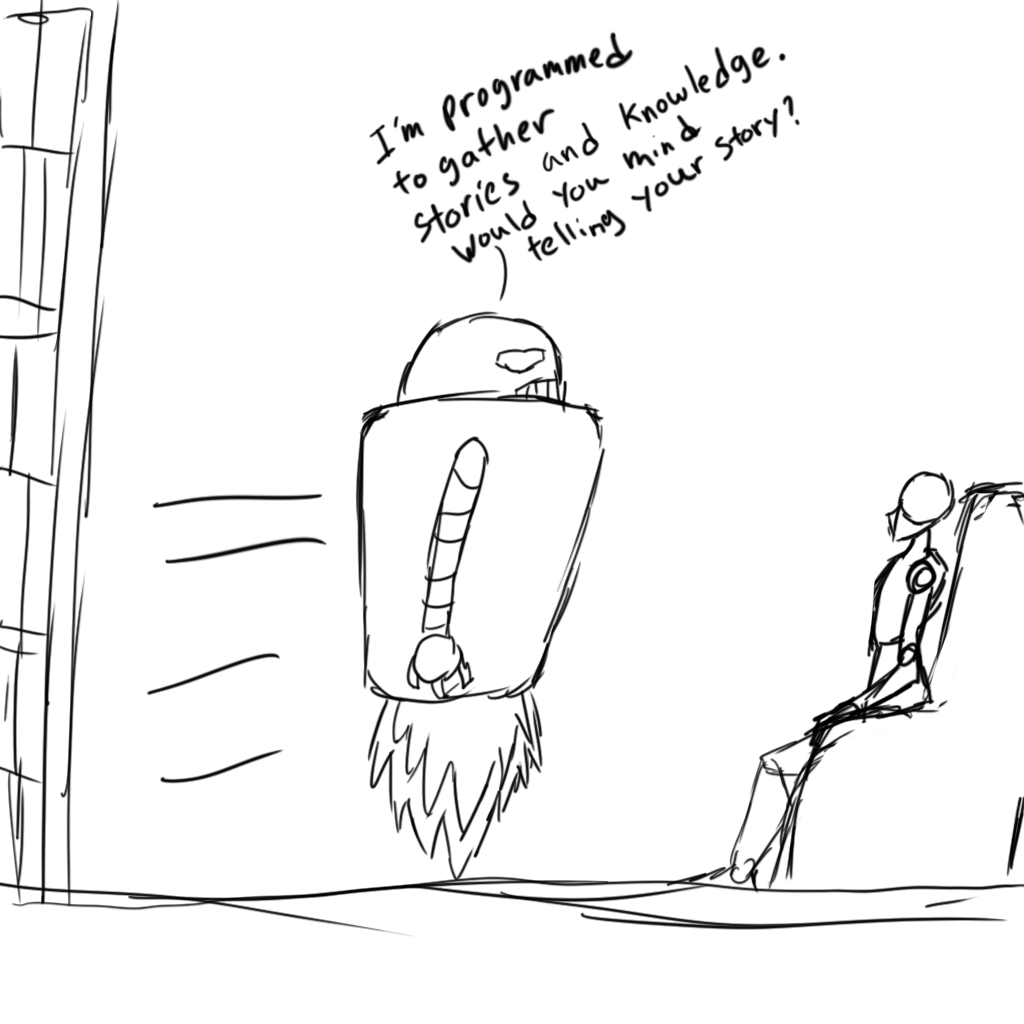 I'm programmed
to gather
stories and knowledge.
would you mind
telling your story?